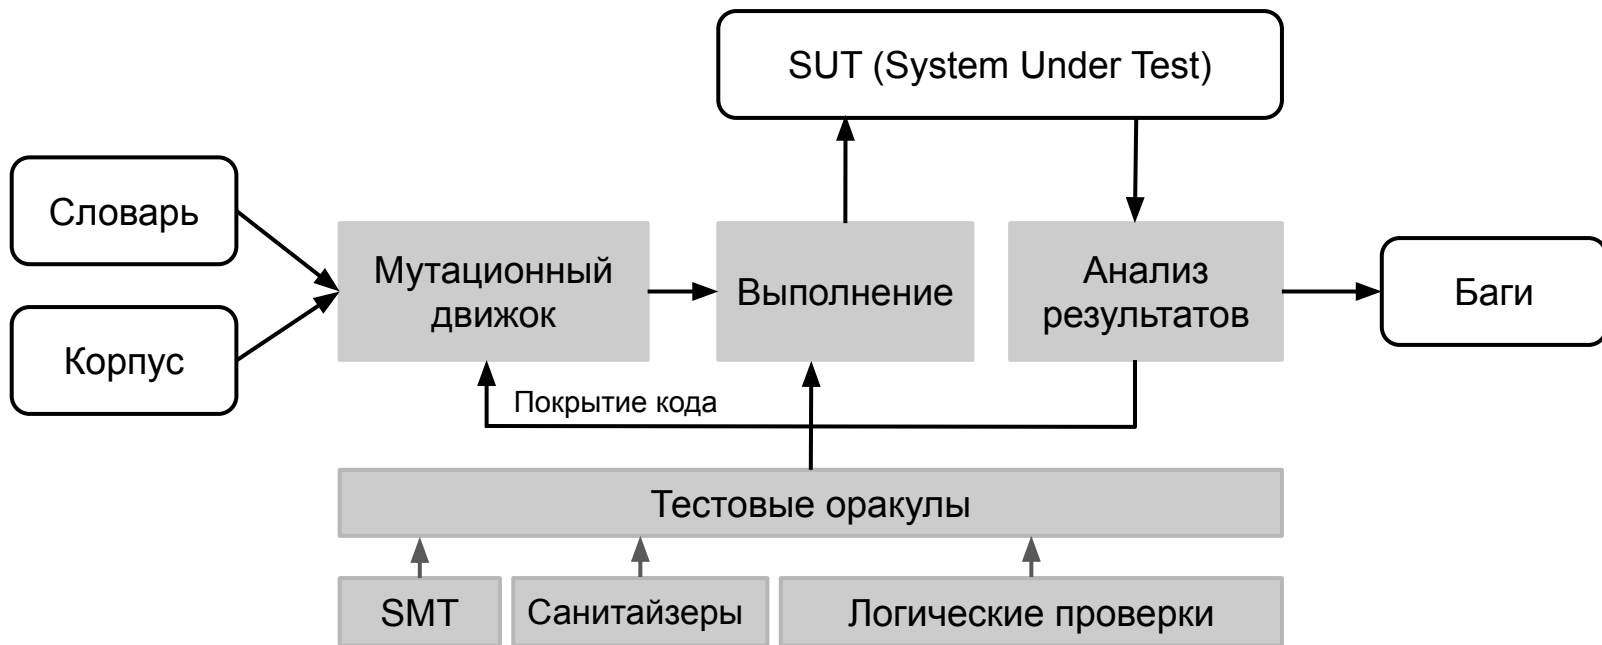 SUT (System Under Test)
Словарь
Корпус
Мутационный
движок
Выполнение
Анализ
результатов
Баги
Покрытие кода
Тестовые оракулы
SMT
Санитайзеры
Логические проверки